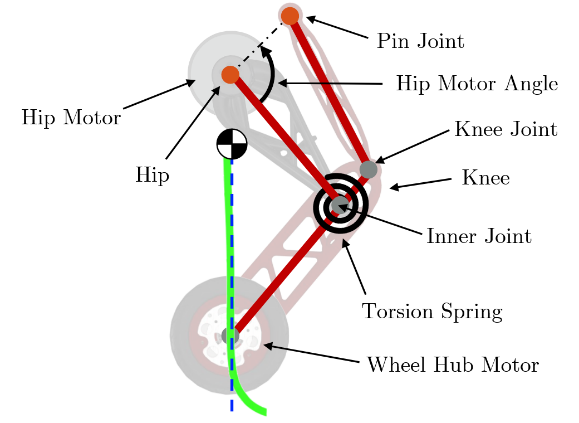 Pin Joint
Hip Motor Angle
Hip Motor
Knee Joint
Hip
Knee
Inner Joint
Torsion Spring
Wheel Hub Motor